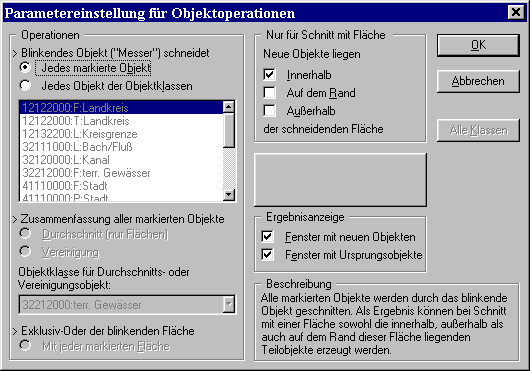 Parametereinstellung für Objektoperationen
Operationen
> Blinkendes Objekt ("Messer") schneidet
Jedes markierte Objekt
Jedes Objekt der Objektklassen
12122000:F:Landkreis
12122000:T:Landkreis
12132200:L:Kreisgrenze
32111000:L:Bach/Fluß
32120000:L:Kanal
32120000:F:terr. Gewässer
41110000:F:Stadt
41110000:P:Stadt
> Zusammenfassung aller markierten Objekte
Durchschnitt (nur Flächen)
Vereinigung
Objektklasse für Durchschnitts- oder
Vereinigungsobjekt:
32212000:terr. Gewässer
> Exklusiv-Oder der blinkenden Fläche
Mit jeder markierten Fläche
Nur für Schnitt mit Fläche
Neue Objekte liegen
Innerhalb
Auf dem Rand
Außerhalb
der schneidenden Fläche
Ergebnisanzeige
Fenster mit neuen Objekten
Fenster mit Ursprungsobjekte
Beschreibung
Alle markierten Objekte werden durch das blinkende
Objekt geschnitten. Als Ergebnis können bei Schnitt
mit einer Fläche sowohl die innerhalb, außerhalb als
auch auf dem Rand dieser Fläche liegenden
Teilobjekte erzeugt werden.
OK
Abbrechen
Alle Klassen